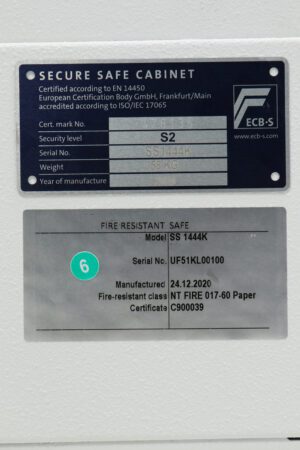 SECURE SAFE CABINET
Certified according to EN 14450
European Certification Body GmbH, Frankfurt/Main
accredited according to ISO/IEC 17065
Cert. mark No.
Security level S2
Serial No. SS1444K
Weight KG
Year of manufacture
ECB·S
www.ecb-s.com
FIRE RESISTANT SAFE
Model SS 1444K
6
Serial No. UF51KL00100
Manufactured 24.12.2020
Fire-resistant class NT FIRE 017-60 Paper
Certificate C900039